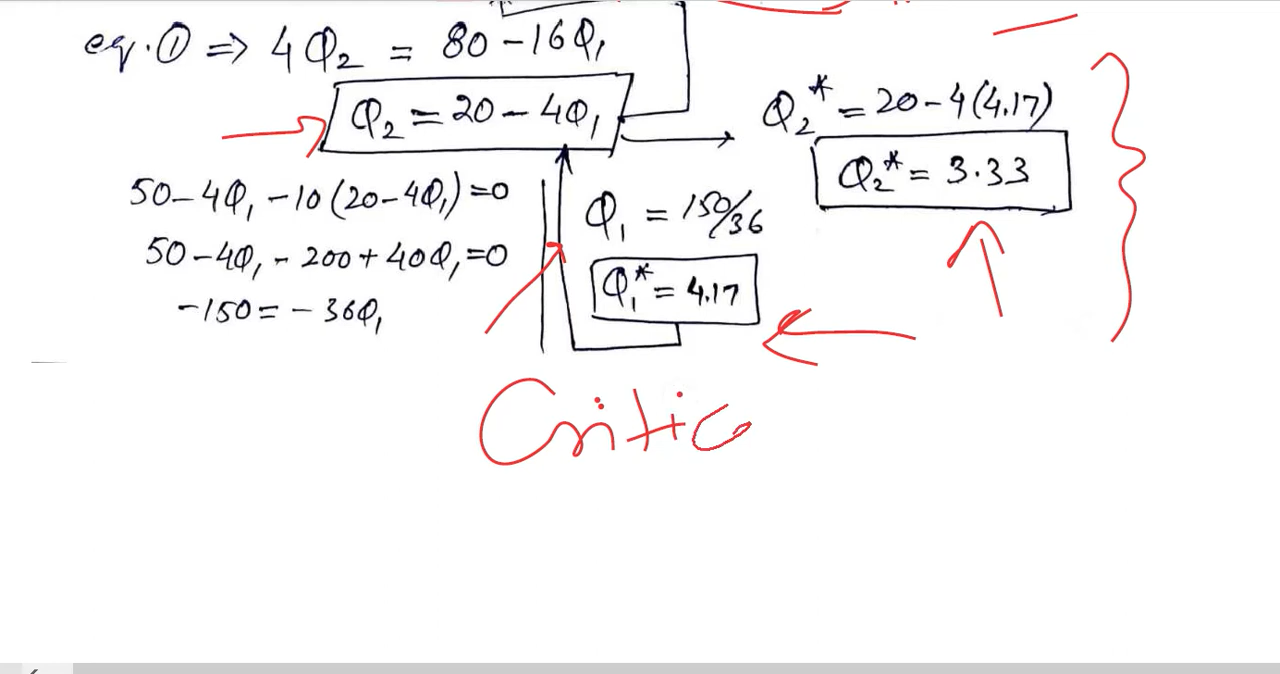 eq.① ⇒ 4Q₂ = 80 – 16Q₁
Q₂ = 20 – 4Q₁
Q₂* = 20 – 4(4.17)
Q₂* = 3.33
50 – 4Q₁ – 10(20 – 4Q₁) = 0
50 – 4Q₁ – 200 + 40Q₁ = 0
–150 = – 36Q₁
Q₁ = 150/36
Q₁* = 4.17
Critic